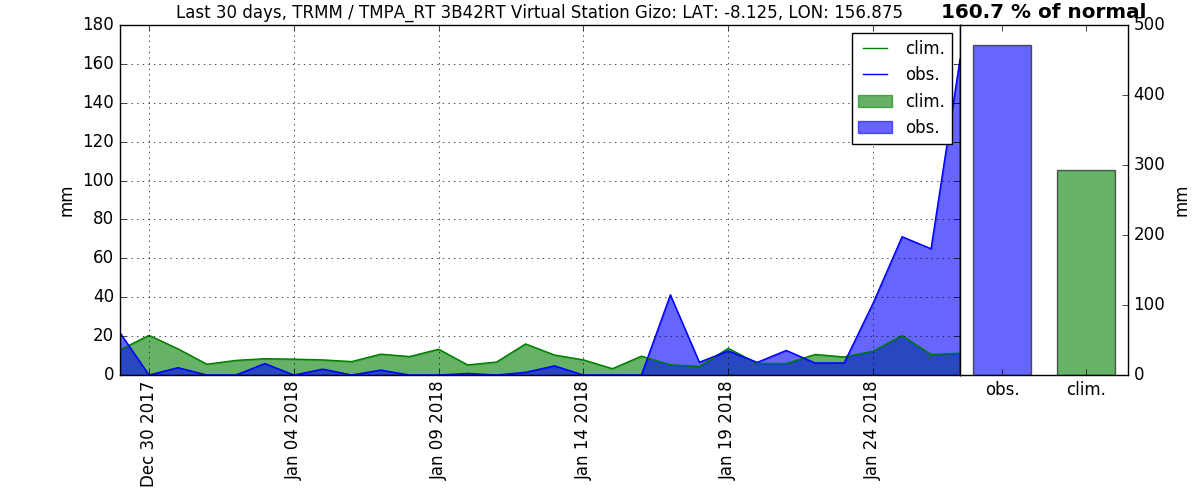 Last 30 days, TRMM / TMPA_RT 3B42RT Virtual Station Gizo: LAT: -8.125, LON: 156.875
160.7 % of normal
180
160
140
120
100
80
60
40
20
0
mm
clim.
obs.
clim.
obs.
Dec 30 2017
Jan 04 2018
Jan 09 2018
Jan 14 2018
Jan 19 2018
Jan 24 2018
500
400
300
200
100
0
mm
obs.
clim.